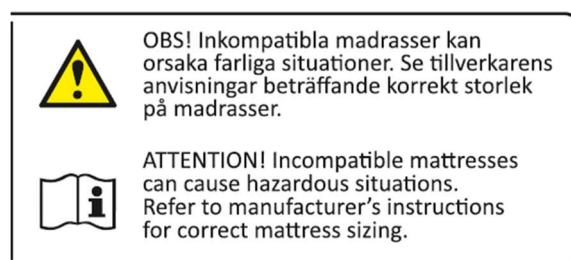 OBS! Inkompatibla madrasser kan
orsaka farliga situationer. Se tillverkarens
anvisningar beträffande korrekt storlek
på madrasser.
ATTENTION! Incompatible mattresses
can cause hazardous situations.
Refer to manufacturer's instructions
for correct mattress sizing.